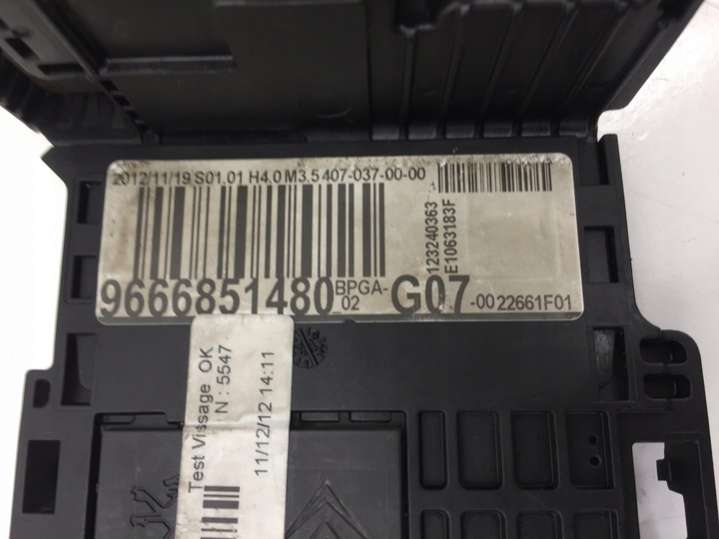 2012/11/19 S01.01 H4.0 M3.5 407-037-00-00
123240363
E1063183F
9666851480 BPGA-02 G07-00 22661F01
Test Vissage OK
N : 5547
11/12/12 14:11